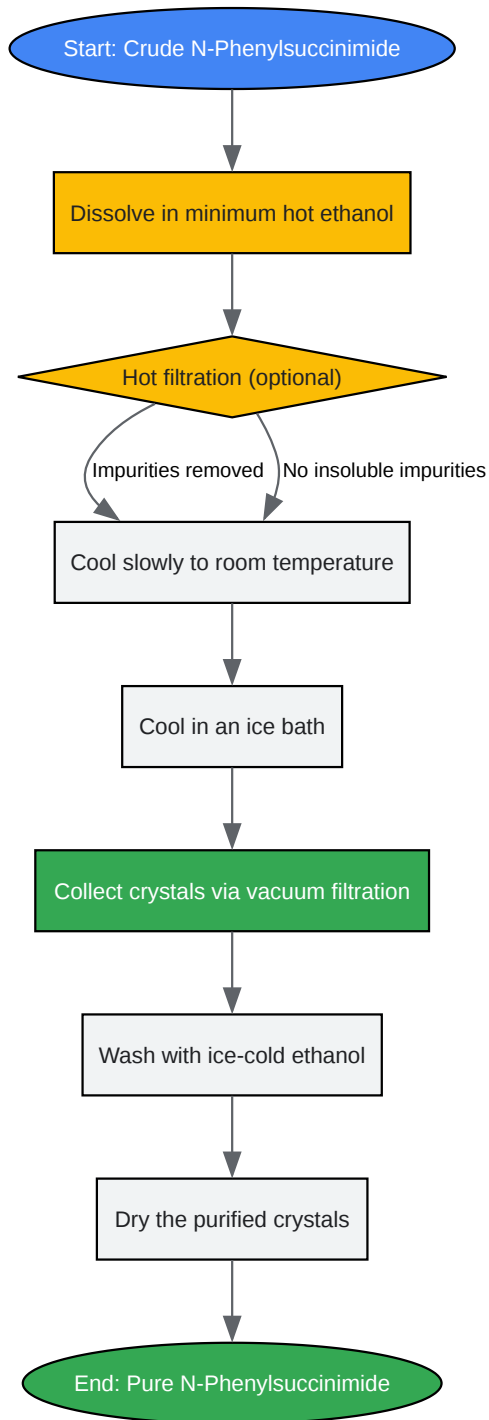 Start: Crude N-Phenylsuccinimide
Dissolve in minimum hot ethanol
Hot filtration (optional)
Impurities removed
No insoluble impurities
Cool slowly to room temperature
Cool in an ice bath
Collect crystals via vacuum filtration
Wash with ice-cold ethanol
Dry the purified crystals
End: Pure N-Phenylsuccinimide